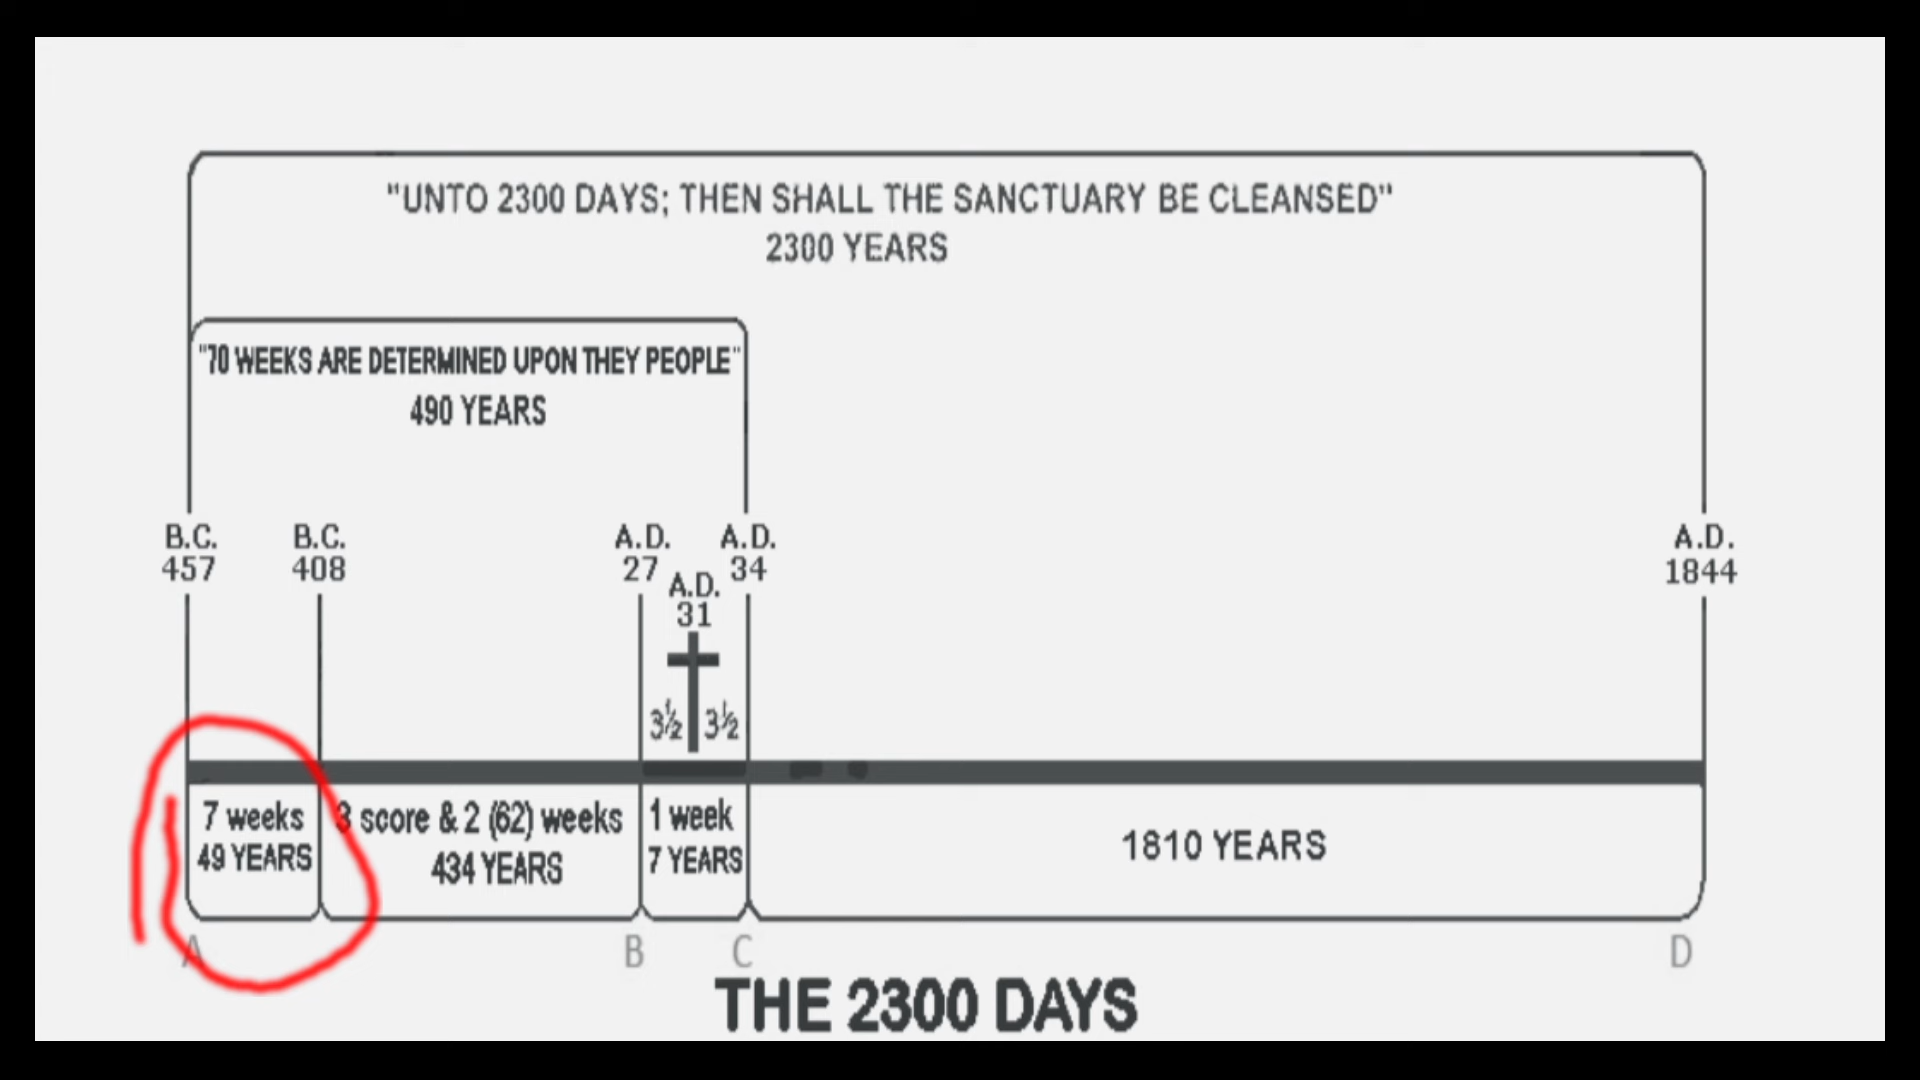 "UNTO 2300 DAYS; THEN SHALL THE SANCTUARY BE CLEANSED"
2300 YEARS
"70 WEEKS ARE DETERMINED UPON THEY PEOPLE"
490 YEARS
B.C.
457
B.C.
408
A.D.
27
A.D.
31
A.D.
34
A.D.
1844
3½
3½
7 weeks
49 YEARS
3 score & 2 (62) weeks
434 YEARS
1 week
7 YEARS
1810 YEARS
A
B
C
D
THE 2300 DAYS